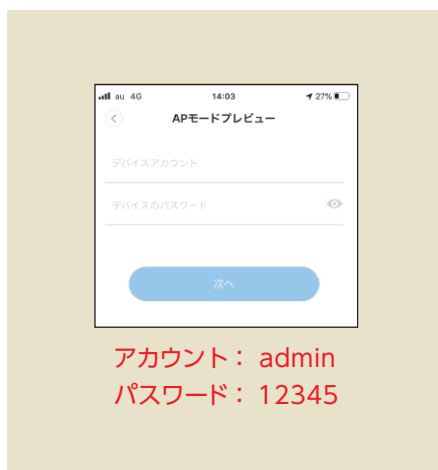 au 4G 14:03 27%
APモードプレビュー
デバイスアカウント
デバイスのパスワード
次へ
アカウント： admin
パスワード： 12345